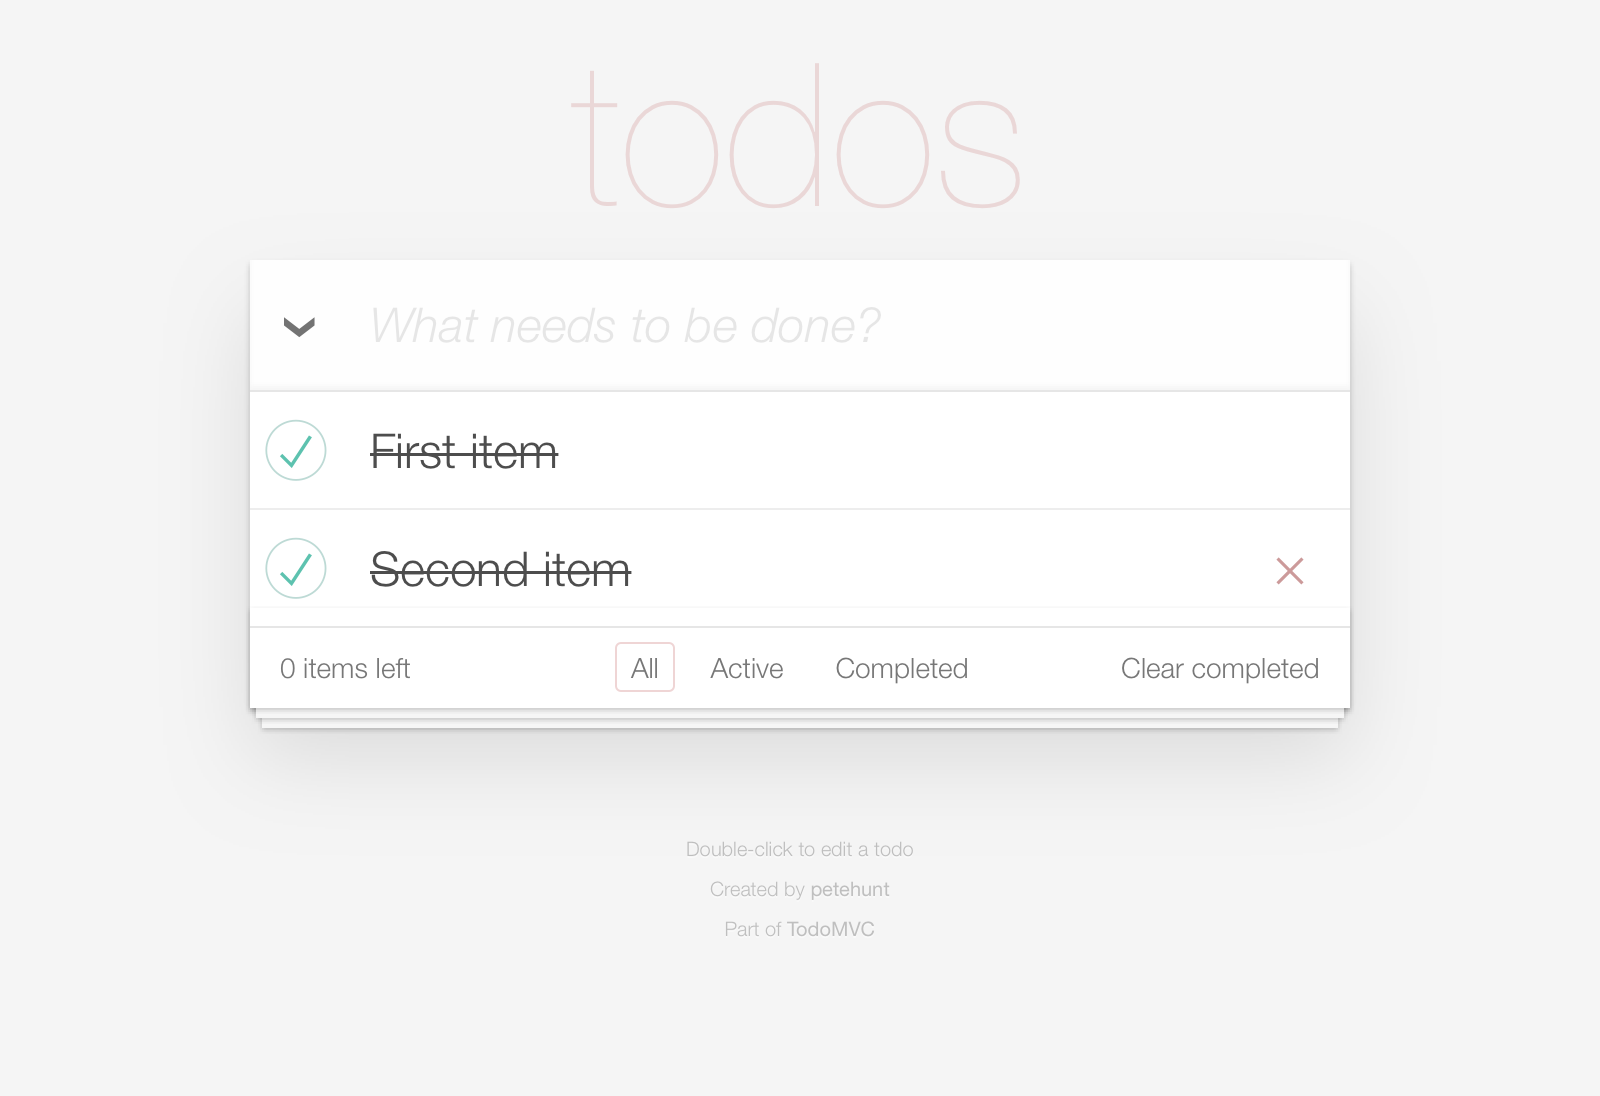 todos
What needs to be done?
First item
Second item
0 items left All Active Completed Clear completed
Double-click to edit a todo
Created by petehunt
Part of TodoMVC